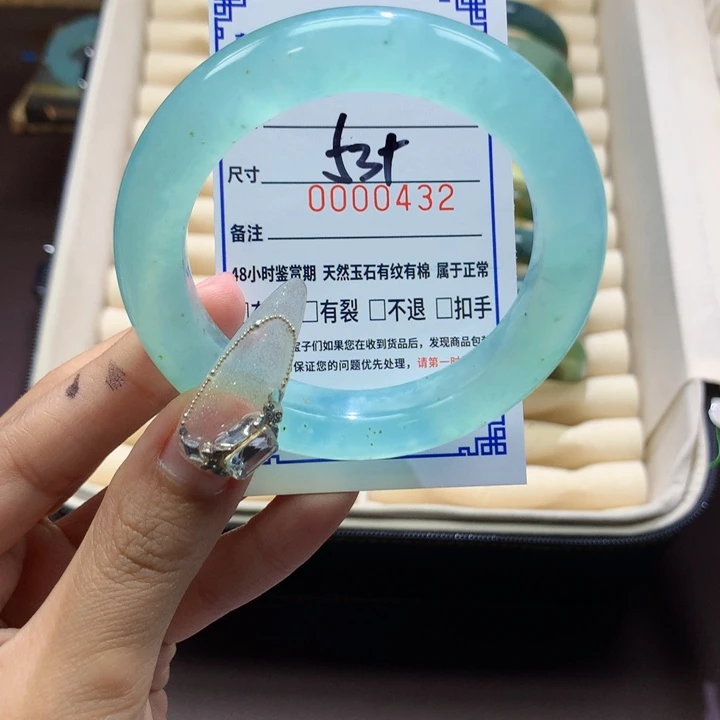 尺寸 53+
0000432
备注
48小时鉴赏期 天然玉石有纹有棉 属于正常
□有裂 □不退 □扣手
子们如果您在收到货品后，发现商品包
保证您的问题优先处理，请第一时